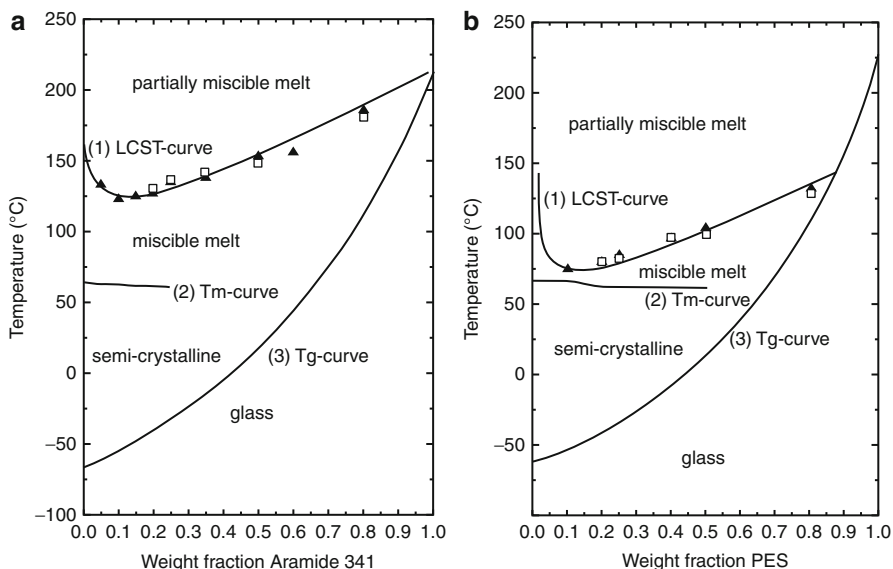 a
250
200
150
100
50
0
−50
−100
Temperature (°C)
partially miscible melt
(1) LCST-curve
miscible melt
(2) Tm-curve
semi-crystalline
(3) Tg-curve
glass
0.0 0.1 0.2 0.3 0.4 0.5 0.6 0.7 0.8 0.9 1.0
Weight fraction Aramide 341
b
250
200
150
100
50
0
−50
−100
Temperature (°C)
partially miscible melt
(1) LCST-curve
miscible melt
(2) Tm-curve
(3) Tg-curve
semi-crystalline
glass
0.0 0.1 0.2 0.3 0.4 0.5 0.6 0.7 0.8 0.9 1.0
Weight fraction PES